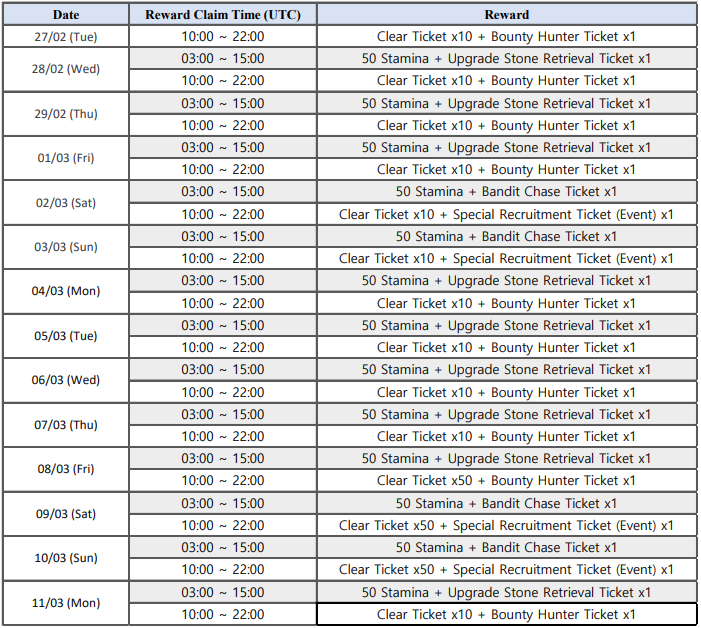 Date Reward Claim Time (UTC) Reward
27/02 (Tue) 10:00 ~ 22:00 Clear Ticket x10 + Bounty Hunter Ticket x1
28/02 (Wed) 03:00 ~ 15:00 50 Stamina + Upgrade Stone Retrieval Ticket x1
10:00 ~ 22:00 Clear Ticket x10 + Bounty Hunter Ticket x1
29/02 (Thu) 03:00 ~ 15:00 50 Stamina + Upgrade Stone Retrieval Ticket x1
10:00 ~ 22:00 Clear Ticket x10 + Bounty Hunter Ticket x1
01/03 (Fri) 03:00 ~ 15:00 50 Stamina + Upgrade Stone Retrieval Ticket x1
10:00 ~ 22:00 Clear Ticket x10 + Bounty Hunter Ticket x1
02/03 (Sat) 03:00 ~ 15:00 50 Stamina + Bandit Chase Ticket x1
10:00 ~ 22:00 Clear Ticket x10 + Special Recruitment Ticket (Event) x1
03/03 (Sun) 03:00 ~ 15:00 50 Stamina + Bandit Chase Ticket x1
10:00 ~ 22:00 Clear Ticket x10 + Special Recruitment Ticket (Event) x1
04/03 (Mon) 03:00 ~ 15:00 50 Stamina + Upgrade Stone Retrieval Ticket x1
10:00 ~ 22:00 Clear Ticket x10 + Bounty Hunter Ticket x1
05/03 (Tue) 03:00 ~ 15:00 50 Stamina + Upgrade Stone Retrieval Ticket x1
10:00 ~ 22:00 Clear Ticket x10 + Bounty Hunter Ticket x1
06/03 (Wed) 03:00 ~ 15:00 50 Stamina + Upgrade Stone Retrieval Ticket x1
10:00 ~ 22:00 Clear Ticket x10 + Bounty Hunter Ticket x1
07/03 (Thu) 03:00 ~ 15:00 50 Stamina + Upgrade Stone Retrieval Ticket x1
10:00 ~ 22:00 Clear Ticket x10 + Bounty Hunter Ticket x1
08/03 (Fri) 03:00 ~ 15:00 50 Stamina + Upgrade Stone Retrieval Ticket x1
10:00 ~ 22:00 Clear Ticket x50 + Bounty Hunter Ticket x1
09/03 (Sat) 03:00 ~ 15:00 50 Stamina + Bandit Chase Ticket x1
10:00 ~ 22:00 Clear Ticket x50 + Special Recruitment Ticket (Event) x1
10/03 (Sun) 03:00 ~ 15:00 50 Stamina + Bandit Chase Ticket x1
10:00 ~ 22:00 Clear Ticket x50 + Special Recruitment Ticket (Event) x1
11/03 (Mon) 03:00 ~ 15:00 50 Stamina + Upgrade Stone Retrieval Ticket x1
10:00 ~ 22:00 Clear Ticket x10 + Bounty Hunter Ticket x1